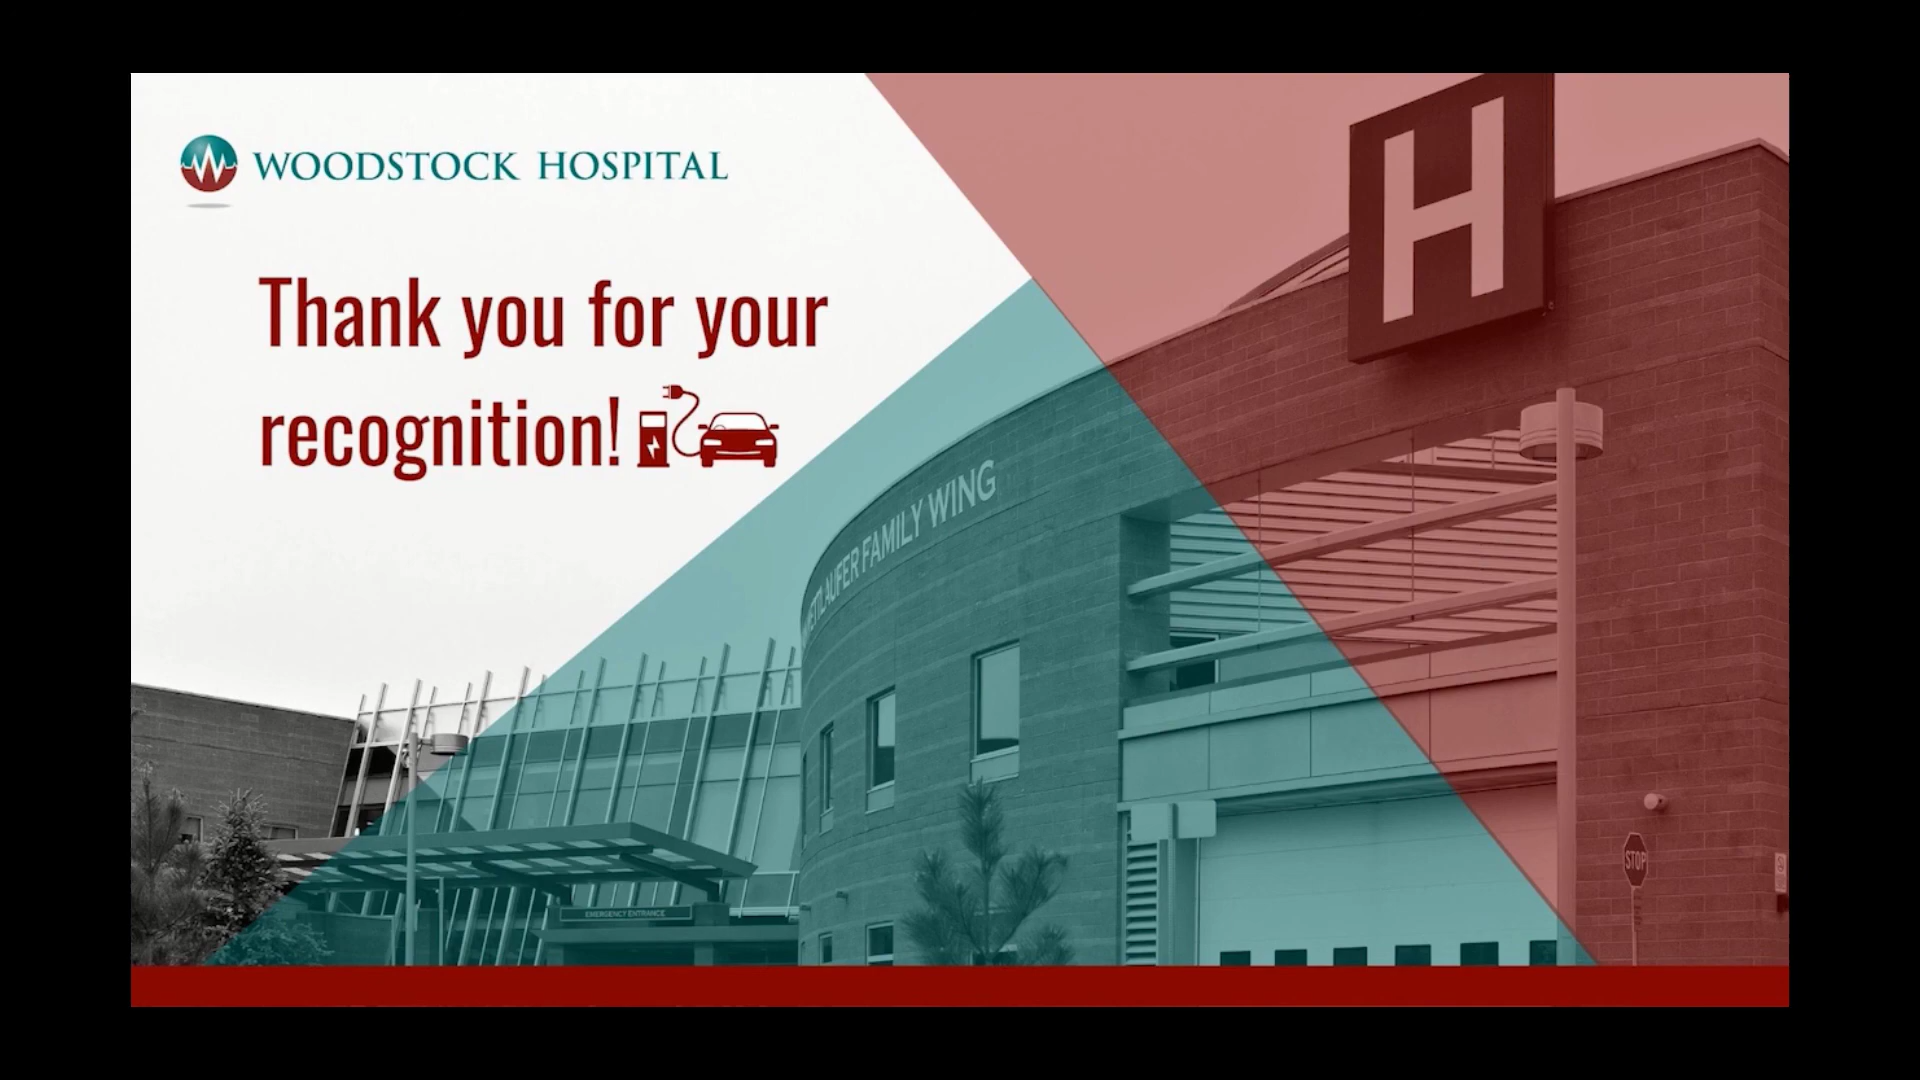 WOODSTOCK HOSPITAL
Thank you for your
recognition!
H
FAMILY WING
EMERGENCY ENTRANCE
STOP